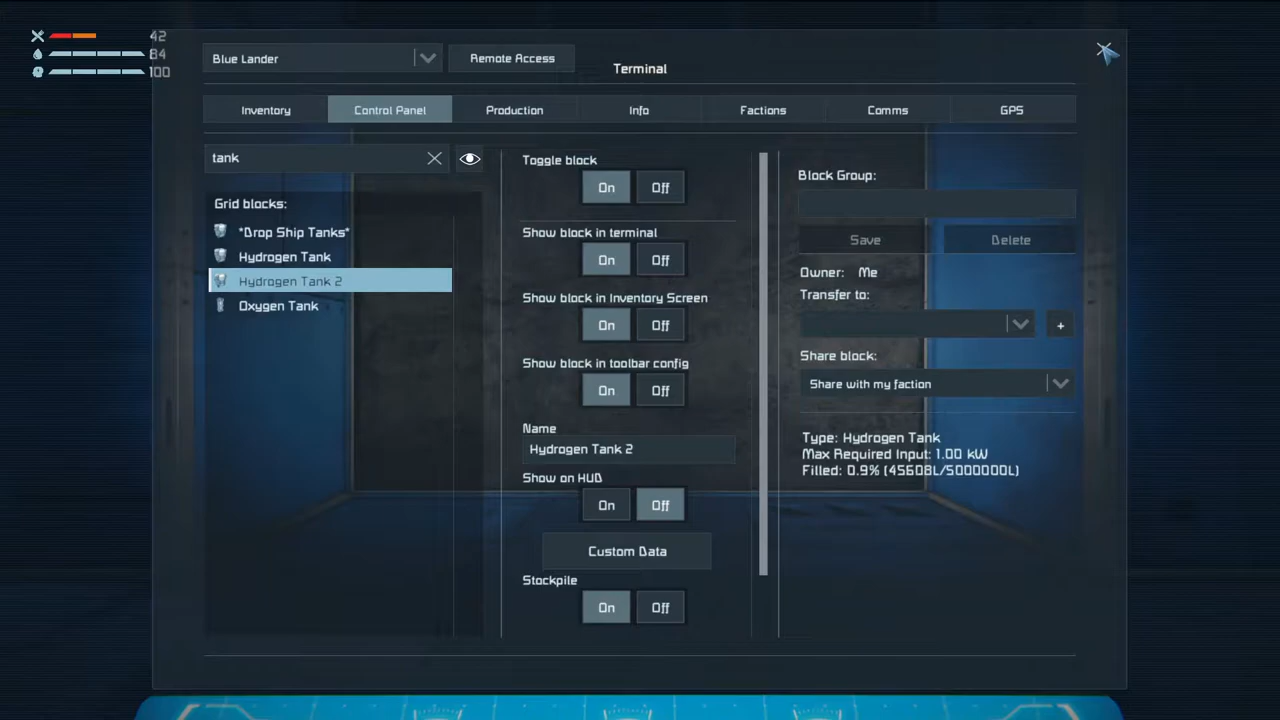 42
84
100
Blue Lander
Remote Access
Terminal
Inventory
Control Panel
Production
Info
Factions
Comms
GPS
tank
Grid blocks:
*Drop Ship Tanks*
Hydrogen Tank
Hydrogen Tank 2
Oxygen Tank
Toggle block
On Off
Show block in terminal
On Off
Show block in Inventory Screen
On Off
Show block in toolbar config
On Off
Name
Hydrogen Tank 2
Show on HUD
On Off
Custom Data
Stockpile
On Off
Block Group:
Save Delete
Owner: Me
Transfer to:
+
Share block:
Share with my faction
Type: Hydrogen Tank
Max Required Input: 1.00 kW
Filled: 0.9% (45608L/5000000L)